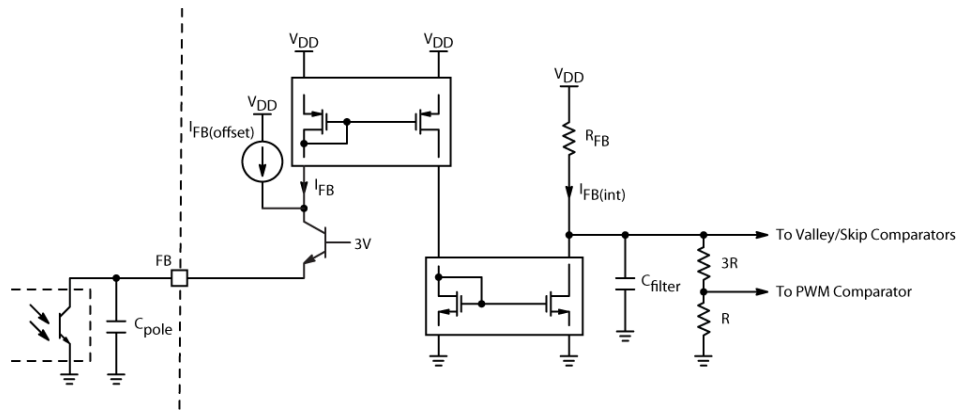 VDD
VDD
VDD
VDD
IFB(offset)
RFB
IFB
IFB(int)
3V
To Valley/Skip Comparators
FB
3R
Cfilter
To PWM Comparator
Cpole
R